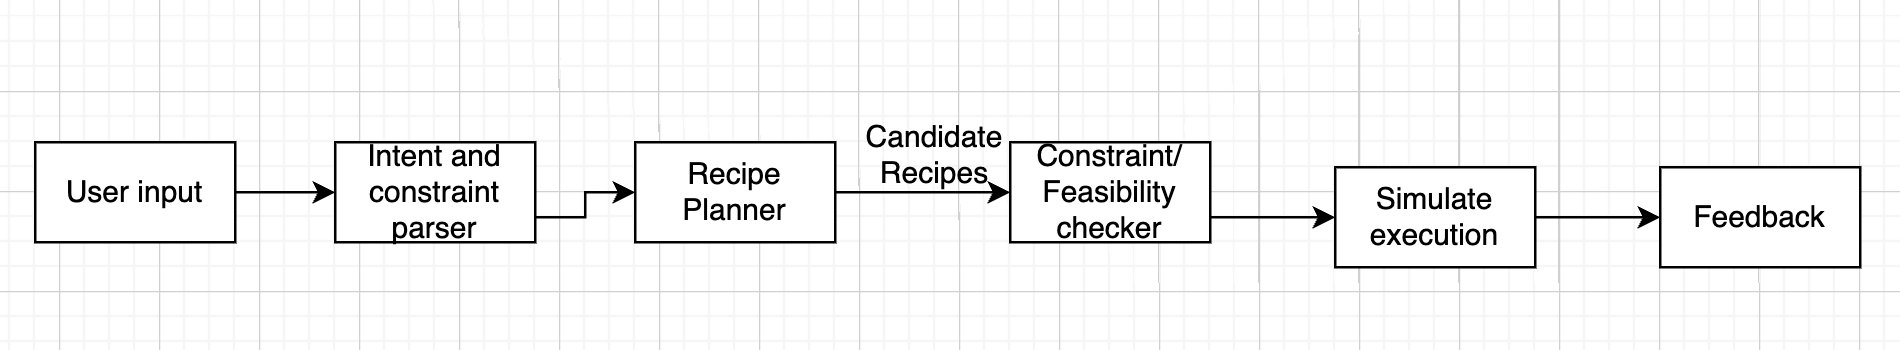 User input
Intent and
constraint
parser
Recipe
Planner
Candidate
Recipes
Constraint/
Feasibility
checker
Simulate
execution
Feedback